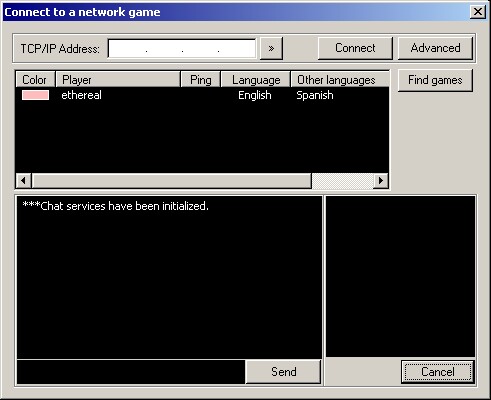 Connect to a network game
TCP/IP Address: . . . » Connect Advanced
Color Player Ping Language Other languages Find games
ethereal English Spanish
***Chat services have been initialized.
Send Cancel